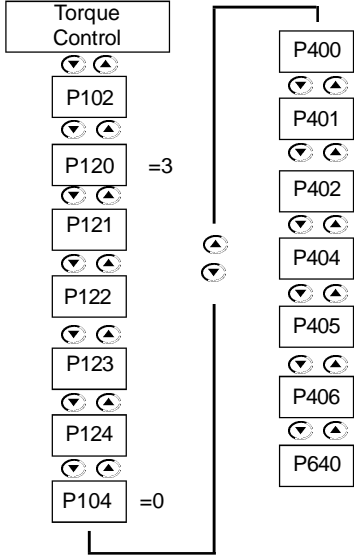 Torque
Control
P102
P120 =3
P121
P122
P123
P124
P104 =0
P400
P401
P402
P404
P405
P406
P640